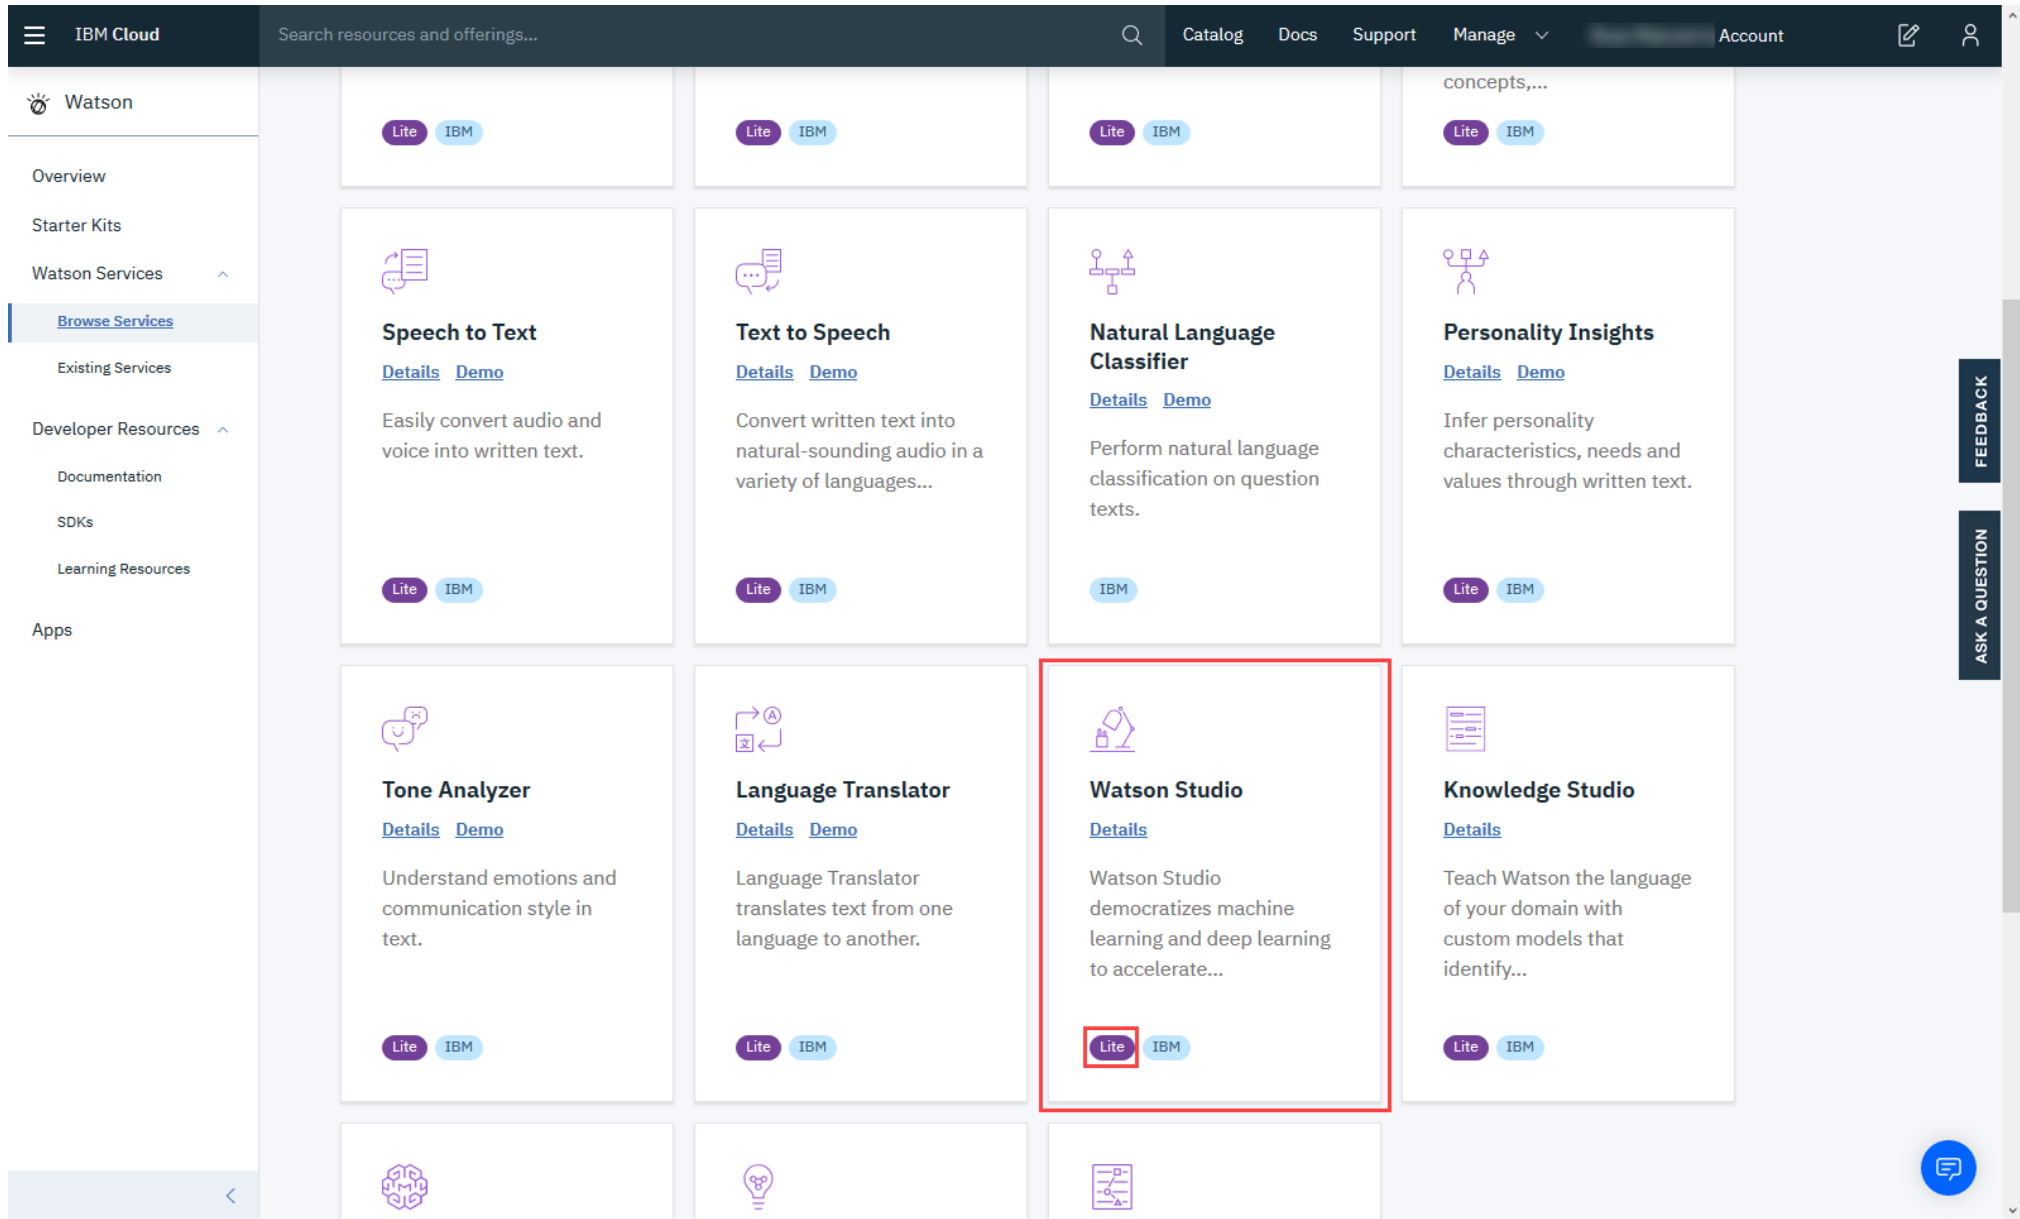 IBM Cloud
Search resources and offerings...
Catalog
Docs
Support
Manage
Account
Watson
Overview
Starter Kits
Watson Services
Browse Services
Existing Services
Developer Resources
Documentation
SDKs
Learning Resources
Apps
concepts,...
Lite IBM
Lite IBM
Lite IBM
Lite IBM
Speech to Text
Details Demo
Easily convert audio and
voice into written text.
Lite IBM
Text to Speech
Details Demo
Convert written text into
natural-sounding audio in a
variety of languages...
Lite IBM
Natural Language
Classifier
Details Demo
Perform natural language
classification on question
texts.
IBM
Personality Insights
Details Demo
Infer personality
characteristics, needs and
values through written text.
Lite IBM
Tone Analyzer
Details Demo
Understand emotions and
communication style in
text.
Lite IBM
Language Translator
Details Demo
Language Translator
translates text from one
language to another.
Lite IBM
Watson Studio
Details
Watson Studio
democratizes machine
learning and deep learning
to accelerate...
Lite IBM
Knowledge Studio
Details
Teach Watson the language
of your domain with
custom models that
identify...
Lite IBM
FEEDBACK
ASK A QUESTION